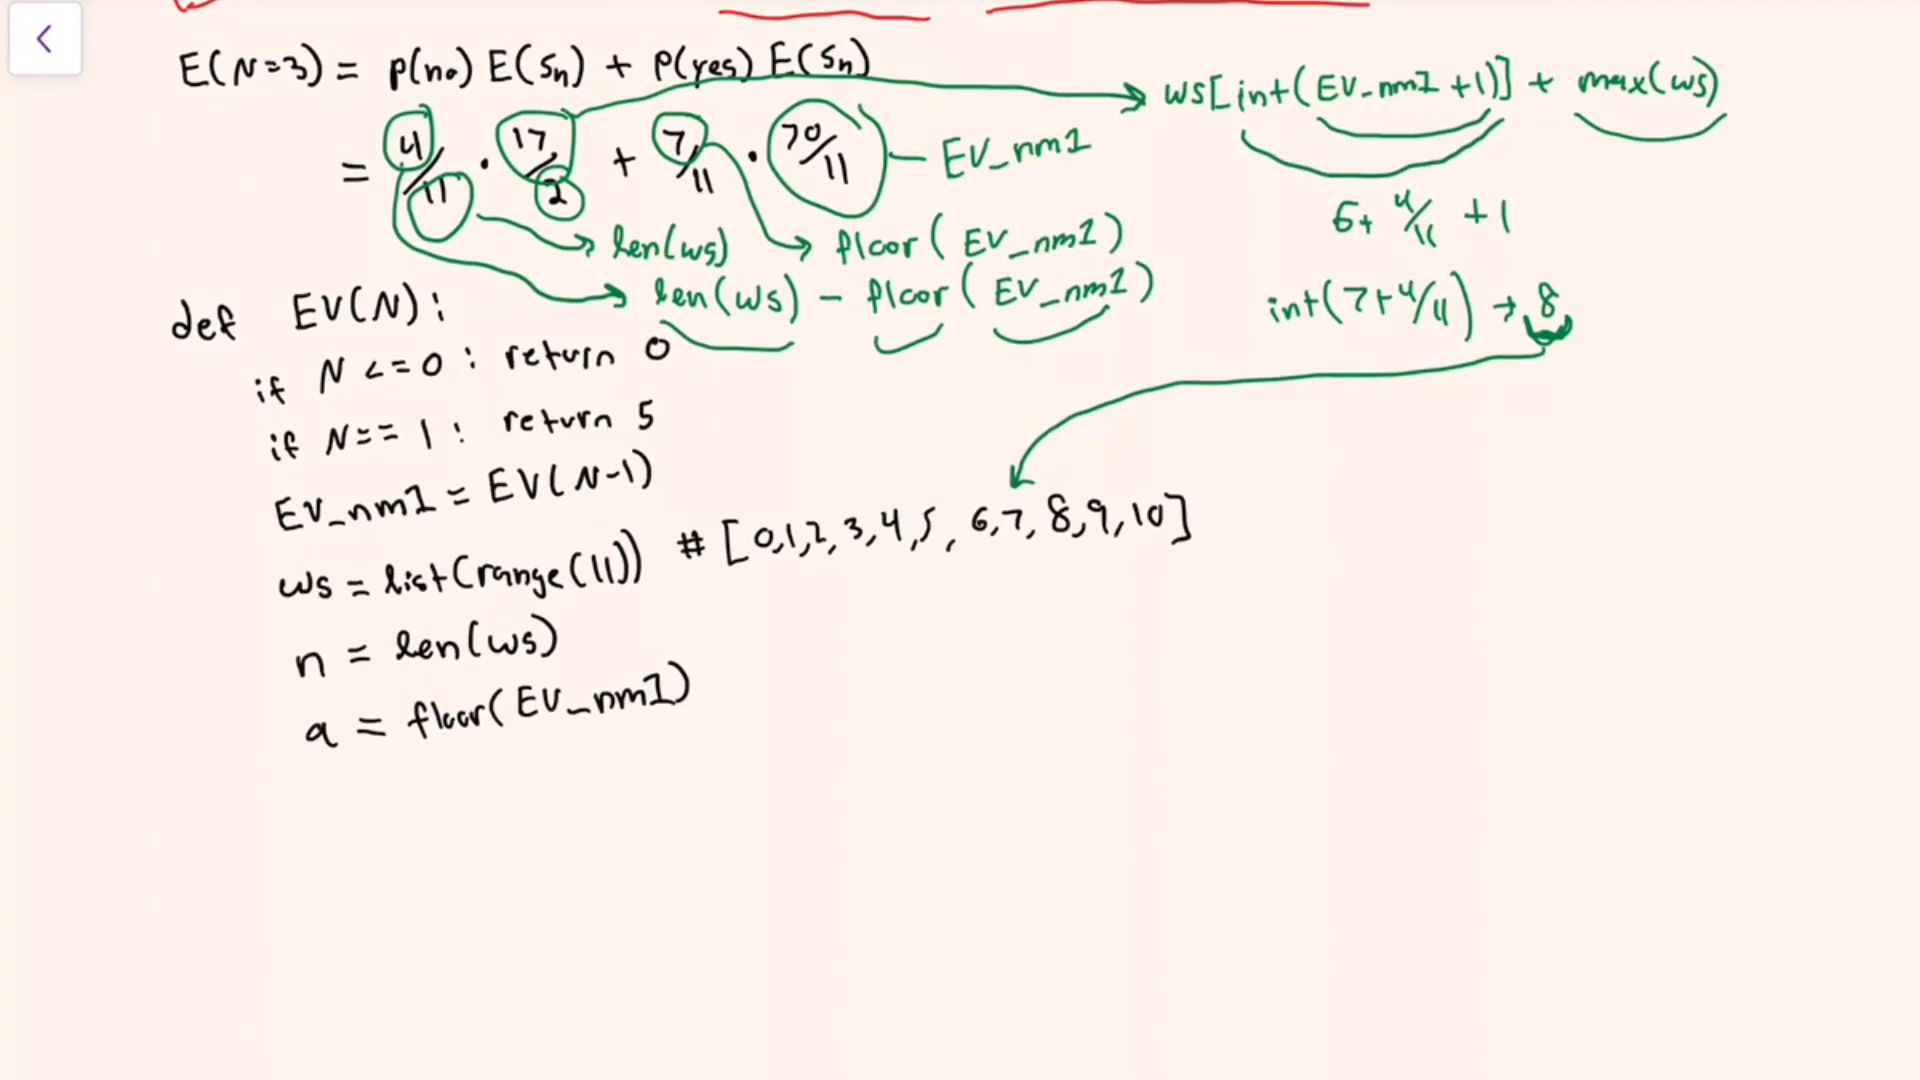 E(N=3) = p(no) E(Sn) + p(yes) E(Sn)
ws[int(EV_nm1 +1)] + max(ws)
= 4/11 · 17/2 + 7/11 · 70/11 — EV_nm1
6+ 4/11 +1
len(ws)
floor(EV_nm1)
len(ws) - floor(EV_nm1)
int(7+4/11) → 8
def EV(N):
if N <= 0 : return 0
if N == 1 : return 5
EV_nm1 = EV(N-1)
ws = list(range(11)) # [0,1,2,3,4,5,6,7,8,9,10]
n = len(ws)
a = floor(EV_nm1)